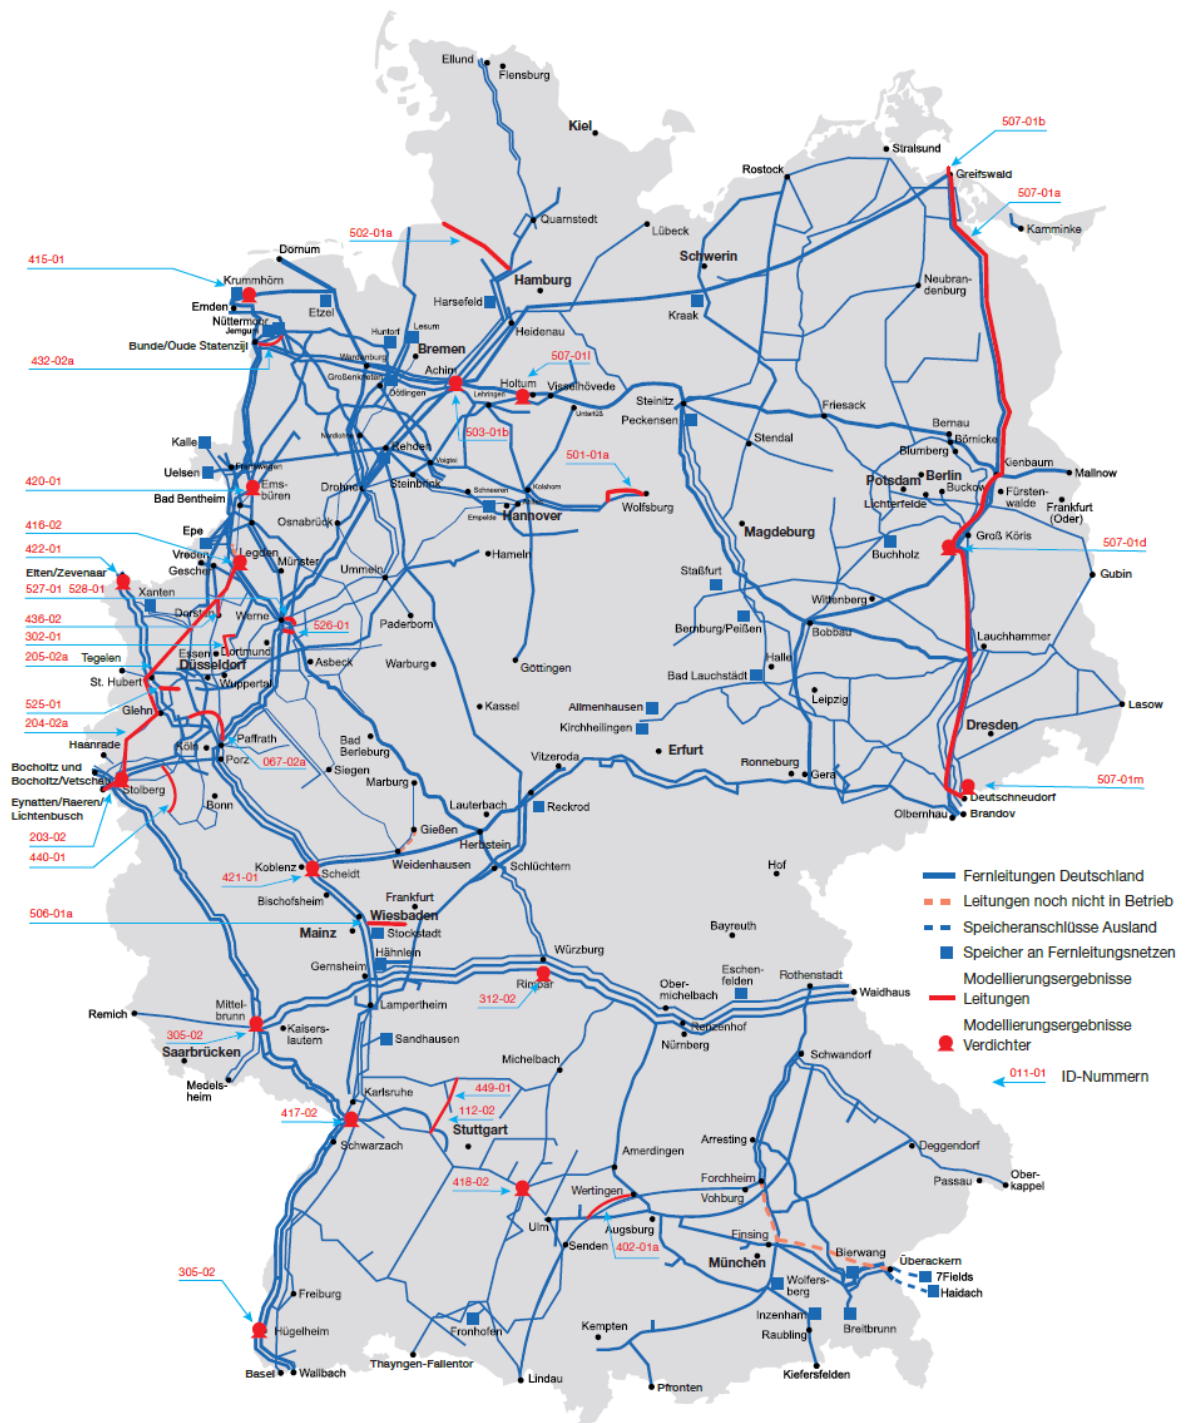 Ellund
Flensburg
Kiel
507-01b
Stralsund
Rostock
Greifswald
507-01a
Quarnstedt
Kamminke
502-01a
Lübeck
Dornum
Schwerin
415-01
Krummhörn
Hamburg
Neubran-
denburg
Emden
Etzel
Harsefeld
Kraak
Nüttermoor
Jemgum
Huntorf
Lesum
Heidenau
Bunde/Oude Statenzijl
Bremen
Wardenburg
432-02a
Achim
507-01l
Großenkneten
Holtum
Visselhövede
Dötlingen
Lehringen
Steinitz
Friesack
Unterlüß
Peckensen
Bernau
Börnicke
503-01b
Nordlohne
Kalle
Rehden
Stendal
Blumberg
501-01a
Voigtei
Kienbaum
Uelsen
Frensweger
Mallnow
Berlin
Potsdam
420-01
Ems-
büren
Drohne
Steinbrink
Schneeren
Kolshorn
Buckow
Fürsten-
walde
Bad Bentheim
Wolfsburg
Lichterfelde
Frankfurt
(Oder)
Empelde
Hannover
416-02
Osnabrück
Magdeburg
Epe
Groß Köris
422-01
Vreden
Legden
Hameln
Buchholz
507-01d
Elten/Zevenaar
Gescher
Münster
Ummeln
Gubin
527-01
528-01
Xanten
Staßfurt
Wittenberg
436-02
Dorsten
Werne
526-01
Paderborn
Bernburg/Peißen
Bobbau
302-01
Lauchhammer
205-02a
Essen
Dortmund
Tegelen
Düsseldorf
Asbeck
Warburg
Göttingen
Halle
St. Hubert
Wuppertal
Bad Lauchstädt
525-01
Leipzig
Glehn
Kassel
Allmenhausen
Lasow
204-02a
Kirchheilingen
Dresden
Haanrade
Köln
Paffrath
Bad
Berleburg
Erfurt
Porz
067-02a
Vitzeroda
Bocholtz und
Bocholtz/Vetschau
Siegen
Ronneburg
Gera
Marburg
507-01m
Stolberg
Eynatten/Raeren/
Lichtenbusch
Bonn
Lauterbach
Reckrod
Deutschneudorf
Olbernhau
Brandov
203-02
Gießen
Herbstein
440-01
Weidenhausen
Koblenz
Scheidt
Schlüchtern
Hof
421-01
Fernleitungen Deutschland
Bischofsheim
Frankfurt
Leitungen noch nicht in Betrieb
506-01a
Wiesbaden
Speicheranschlüsse Ausland
Mainz
Stockstadt
Bayreuth
Hähnlein
Würzburg
Speicher an Fernleitungsnetzen
Gernsheim
Eschen-
felden
Rothenstadt
Modellierungsergebnisse
Leitungen
Rimpar
Ober-
michelbach
Waidhaus
312-02
Mittel-
brunn
Lampertheim
Remich
Kaisers-
lautern
Renzenhof
Modellierungsergebnisse
Verdichter
305-02
Sandhausen
Nürnberg
Saarbrücken
Michelbach
Schwandorf
Medels-
heim
011-01
ID-Nummern
449-01
Karlsruhe
417-02
112-02
Stuttgart
Schwarzach
Arresting
Deggendorf
Amerdingen
Forchheim
Passau
Ober-
kappel
418-02
Wertingen
Vohburg
Ulm
Augsburg
Finsing
Senden
402-01a
Bierwang
München
Überackern
305-02
Wolfers-
berg
7Fields
Haidach
Freiburg
Inzenham
Hügelheim
Fronhofen
Kempten
Raubling
Breitbrunn
Thayngen-Fallentor
Basel
Wallbach
Lindau
Kiefersfelden
Pfronten